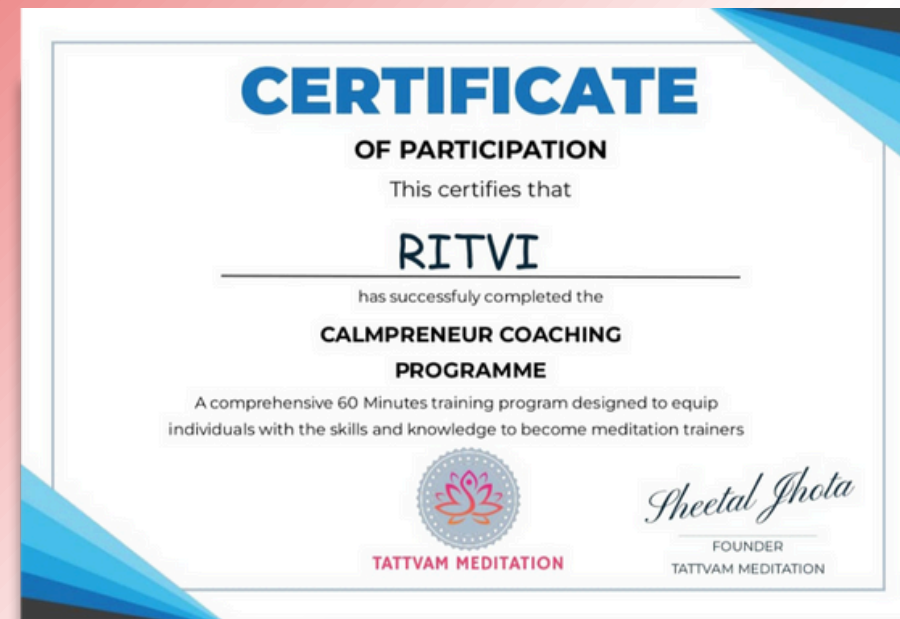 CERTIFICATE
OF PARTICIPATION
This certifies that
RITVI
has successfuly completed the
CALMPRENEUR COACHING
PROGRAMME
A comprehensive 60 Minutes training program designed to equip
individuals with the skills and knowledge to become meditation trainers
TATTVAM MEDITATION
Sheetal Jhota
FOUNDER
TATTVAM MEDITATION